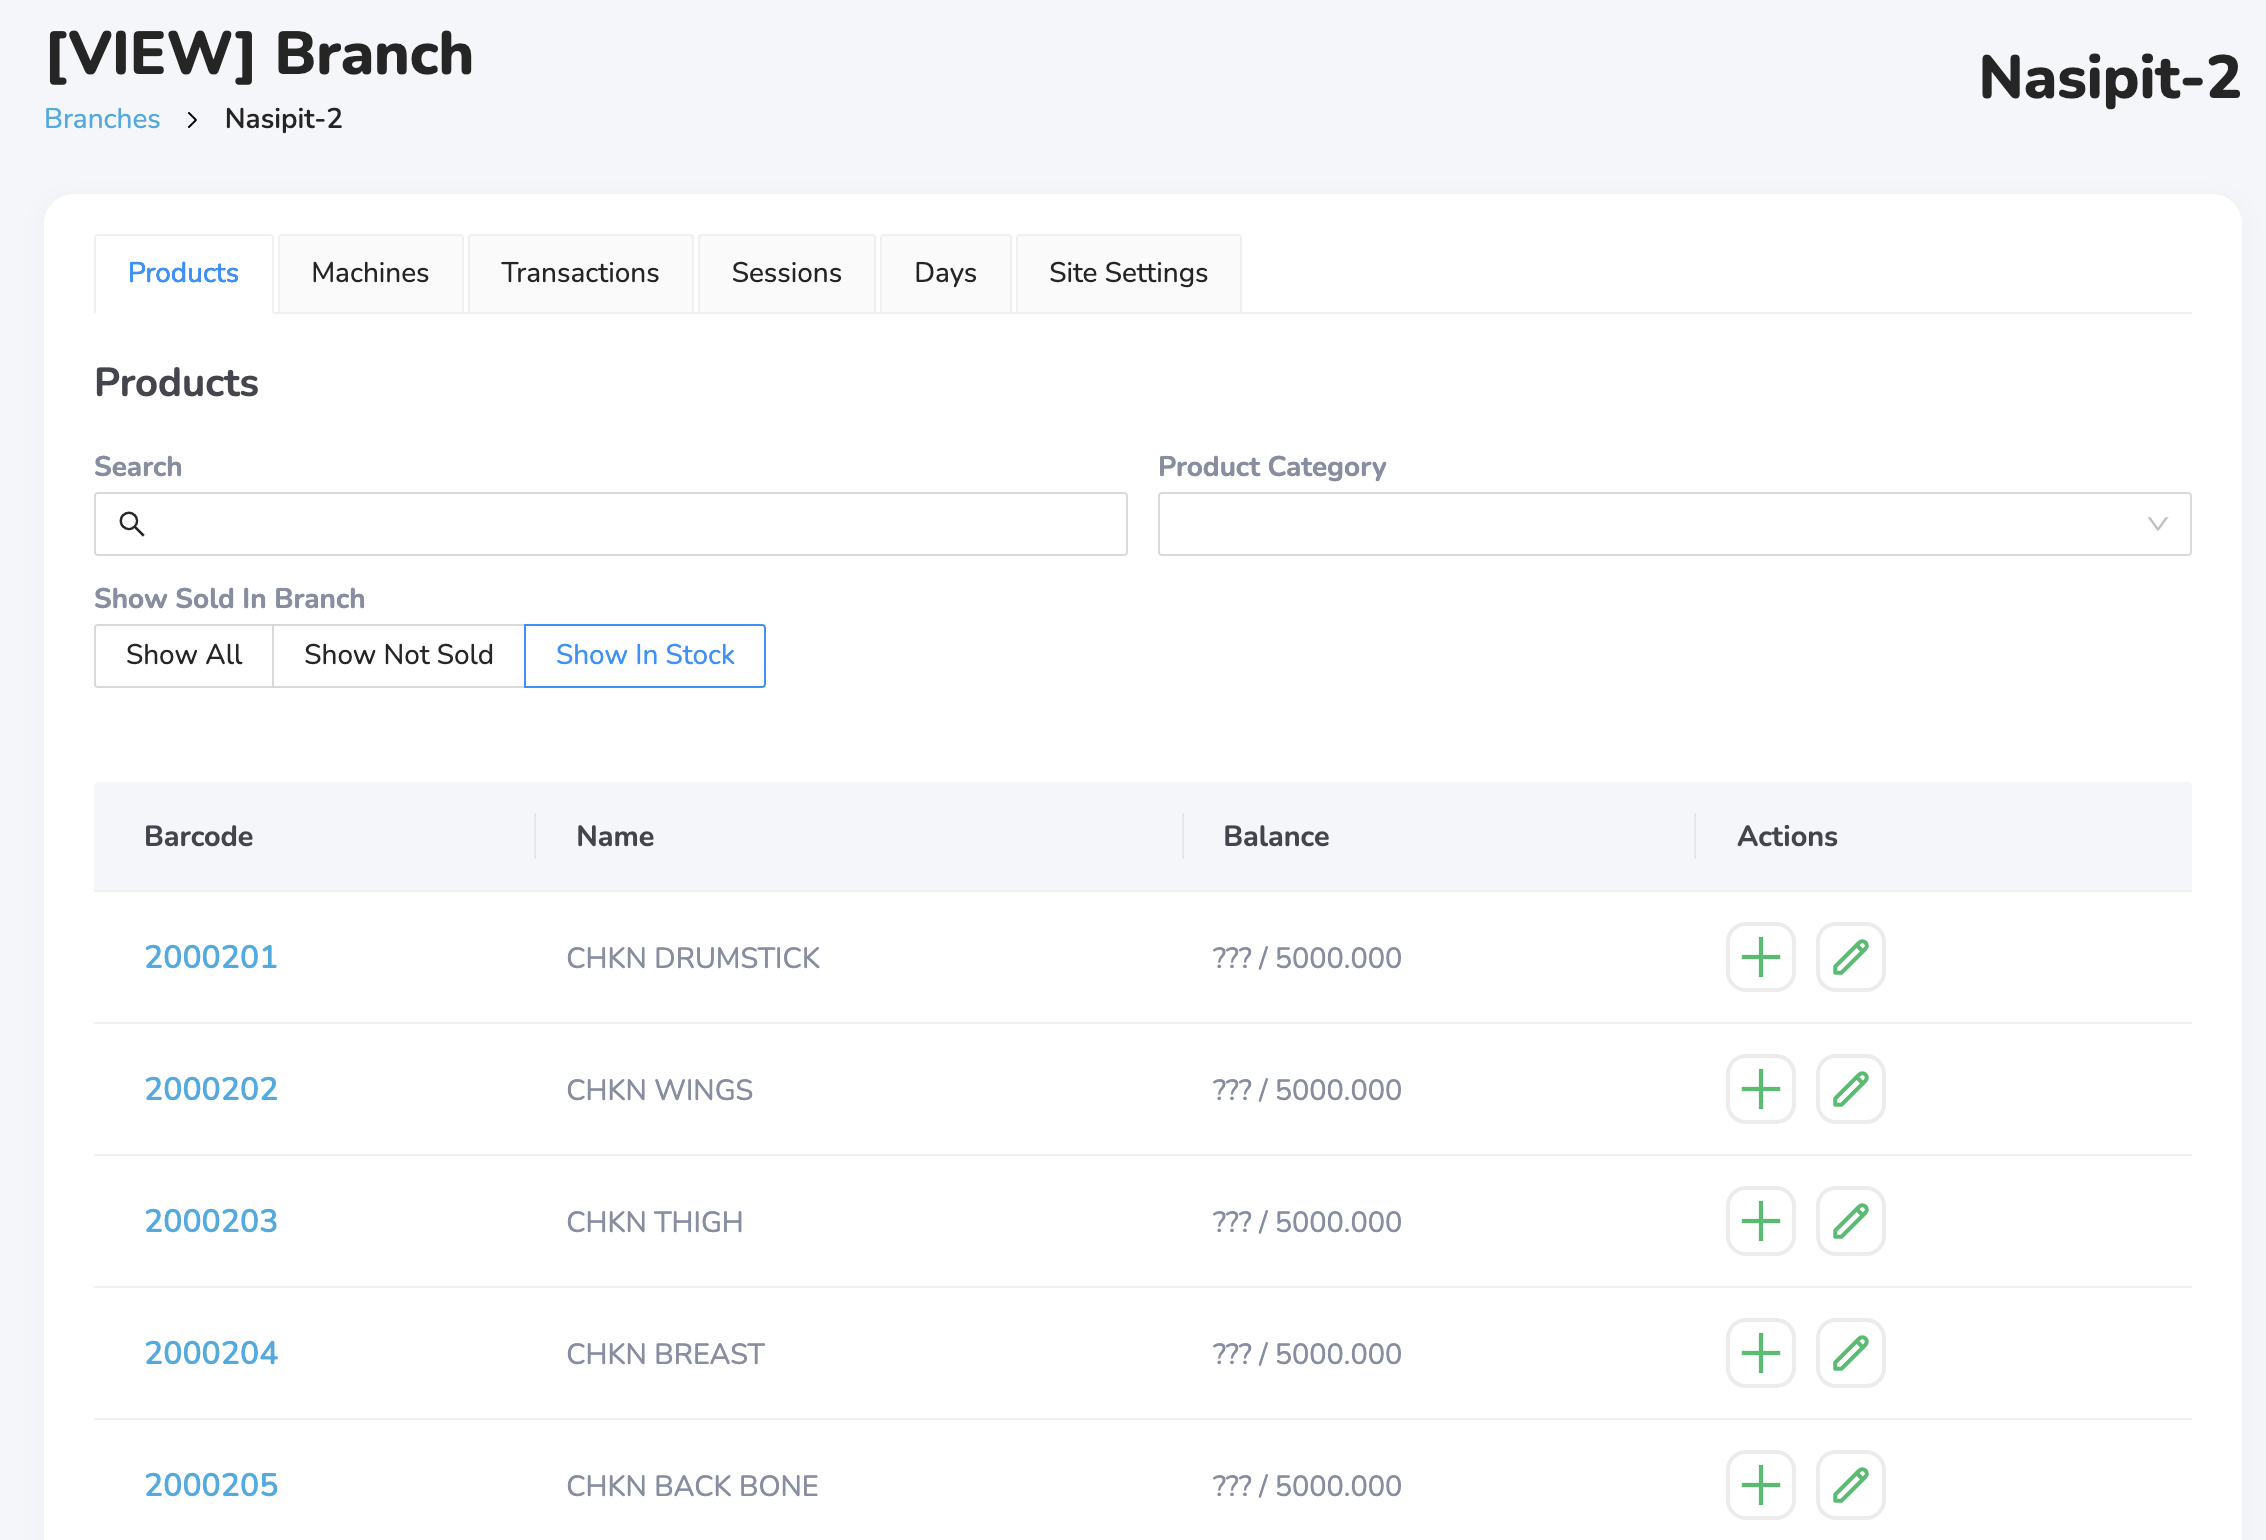 [VIEW] Branch
Nasipit-2
Branches > Nasipit-2
Products Machines Transactions Sessions Days Site Settings
Products
Search Product Category
Show Sold In Branch
Show All Show Not Sold Show In Stock
Barcode Name Balance Actions
2000201 CHKN DRUMSTICK ??? / 5000.000
2000202 CHKN WINGS ??? / 5000.000
2000203 CHKN THIGH ??? / 5000.000
2000204 CHKN BREAST ??? / 5000.000
2000205 CHKN BACK BONE ??? / 5000.000